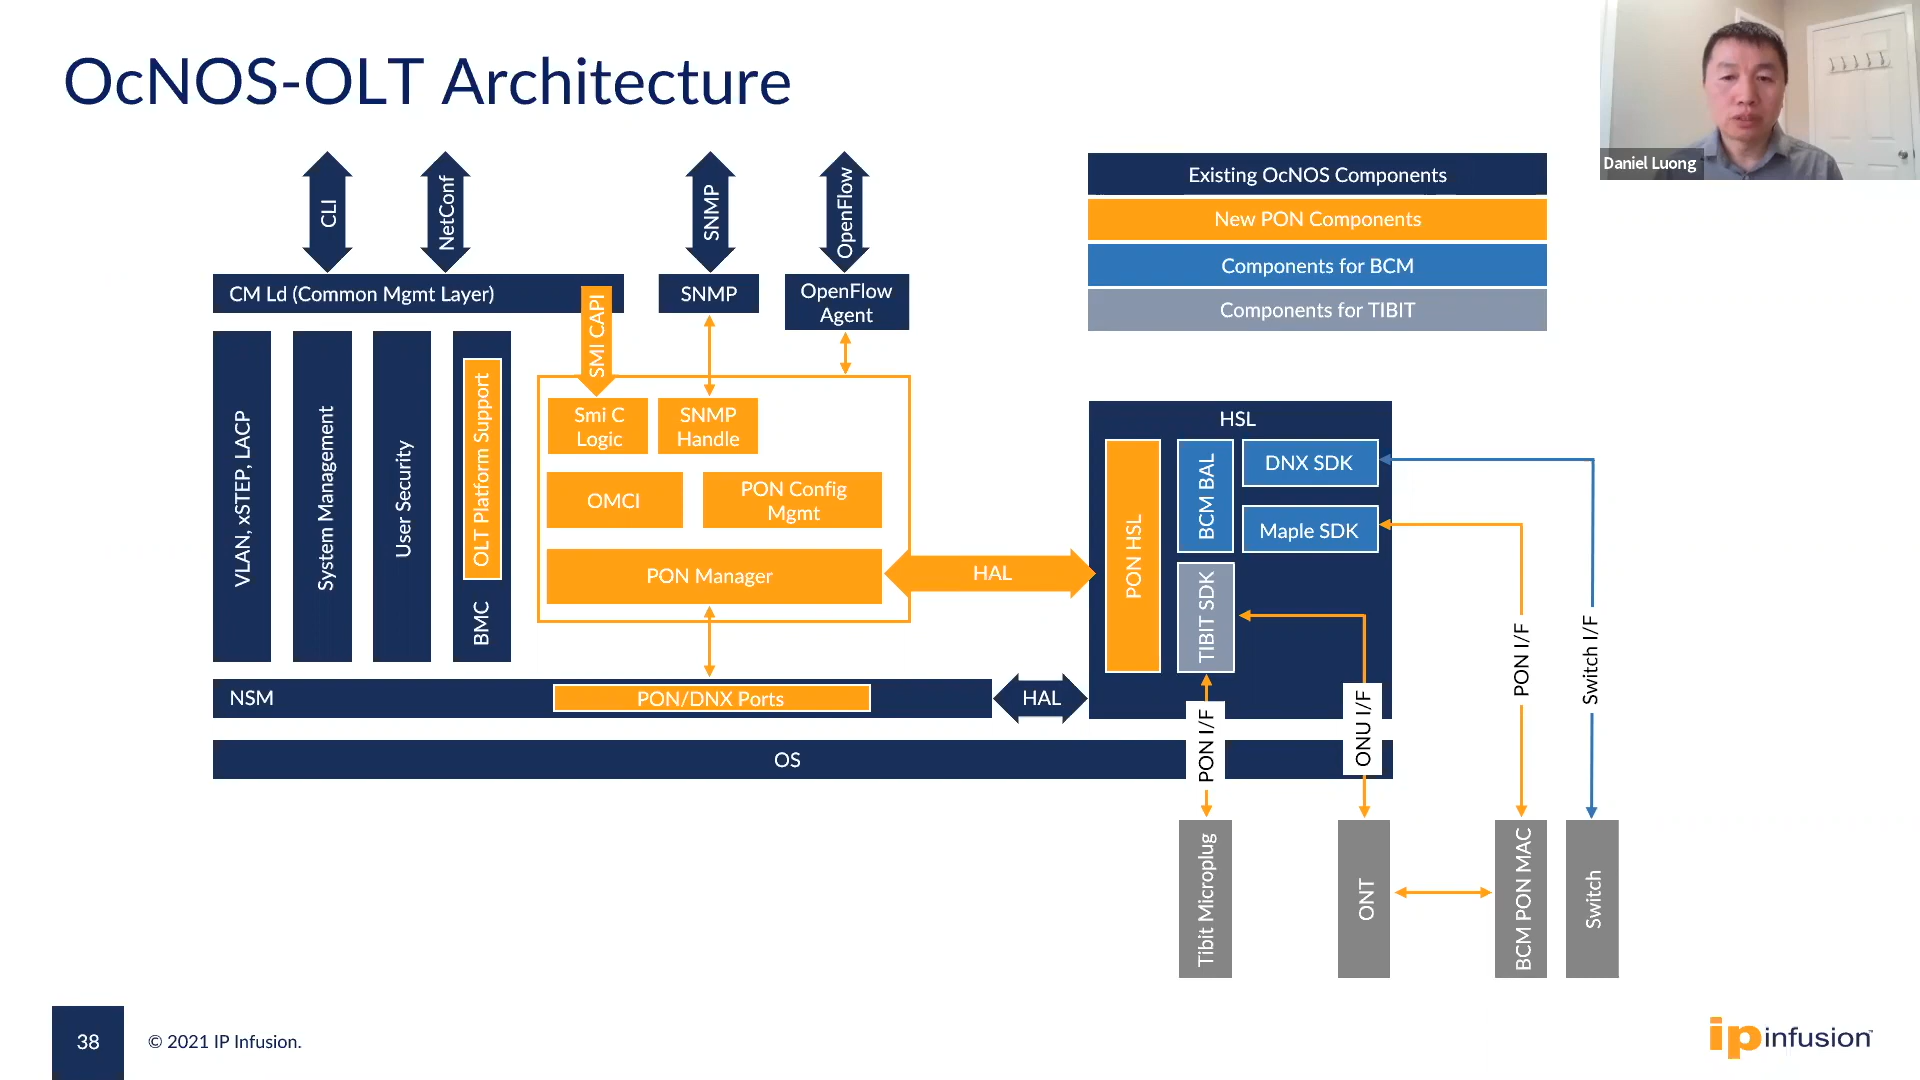 OcNOS-OLT Architecture
Daniel Luong
CLI
NetConf
SNMP
OpenFlow
Existing OcNOS Components
New PON Components
Components for BCM
Components for TIBIT
CM Ld (Common Mgmt Layer)
SMI CAPI
SNMP
OpenFlow
Agent
VLAN, xSTEP, LACP
System Management
User Security
OLT Platform Support
BMC
Smi C
Logic
SNMP
Handle
OMCI
PON Config
Mgmt
PON Manager
HAL
HSL
PON HSL
BCM BAL
DNX SDK
Maple SDK
TIBIT SDK
NSM
PON/DNX Ports
HAL
OS
PON I/F
ONU I/F
PON I/F
Switch I/F
Tibit Microplug
ONT
BCM PON MAC
Switch
38
© 2021 IP Infusion.
ip infusion™